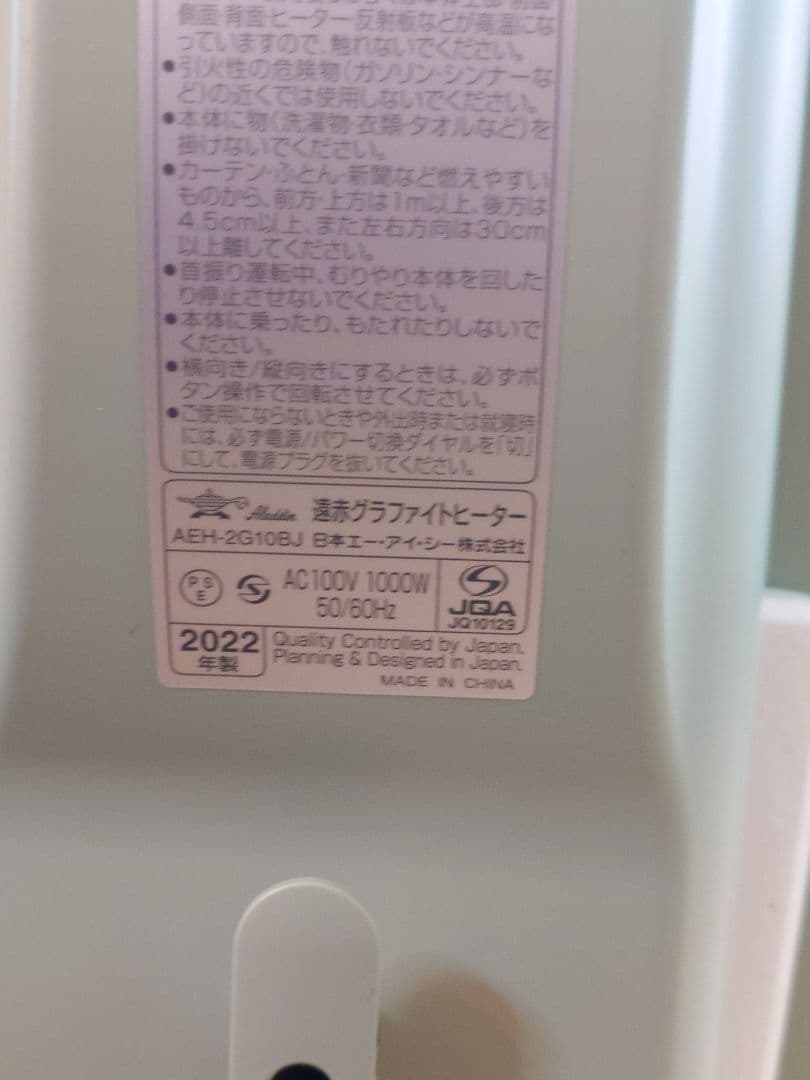 側面・背面・ヒーター・反射板などが高温にな
っていますので、触れないでください。
●引火性の危険物(ガソリン・シンナーな
ど)の近くでは使用しないでください。
●本体に物(洗濯物・衣類・タオルなど)を
掛けないでください。
●カーテン・ふとん・新聞など燃えやすい
ものから、前方・上方は1m以上、後方は
4.5cm以上、また左右方向は30cm
以上離してください。
●首振り運転中、むりやり本体を回した
り停止させないでください。
●本体に乗ったり、もたれたりしないで
ください。
●横向き/縦向きにするときは、必ずボ
タン操作で回転させてください。
●ご使用にならないときや外出時または就寝時
には、必ず電源/パワー切換ダイヤルを「切」
にして、電源プラグを抜いてください。
Aladdin 遠赤グラファイトヒーター
AEH-2G10BJ 日本エー・アイ・シー株式会社
PSE AC100V 1000W
50/60Hz
JQA
JQ10129
2022
年製
Quality Controlled by Japan.
Planning & Designed in Japan.
MADE IN CHINA